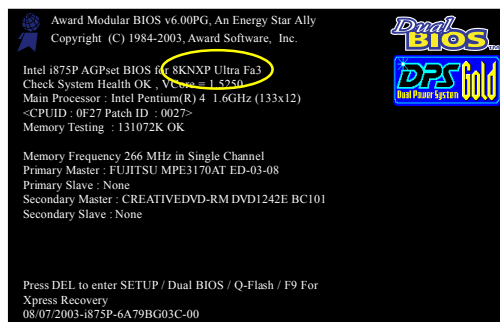 Award Modular BIOS v6.00PG, An Energy Star Ally
Copyright (C) 1984-2003, Award Software, Inc.
Dual
BIOS
Intel i875P AGPset BIOS for 8KNXP Ultra Fa3
Check System Health OK , VCore = 1.5250
Main Processor : Intel Pentium(R) 4 1.6GHz (133x12)
<CPUID : 0F27 Patch ID : 0027>
Memory Testing : 131072K OK
DPS Gold
Dual Power System
Memory Frequency 266 MHz in Single Channel
Primary Master : FUJITSU MPE3170AT ED-03-08
Primary Slave : None
Secondary Master : CREATIVEDVD-RM DVD1242E BC101
Secondary Slave : None
Press DEL to enter SETUP / Dual BIOS / Q-Flash / F9 For
Xpress Recovery
08/07/2003-i875P-6A79BG03C-00